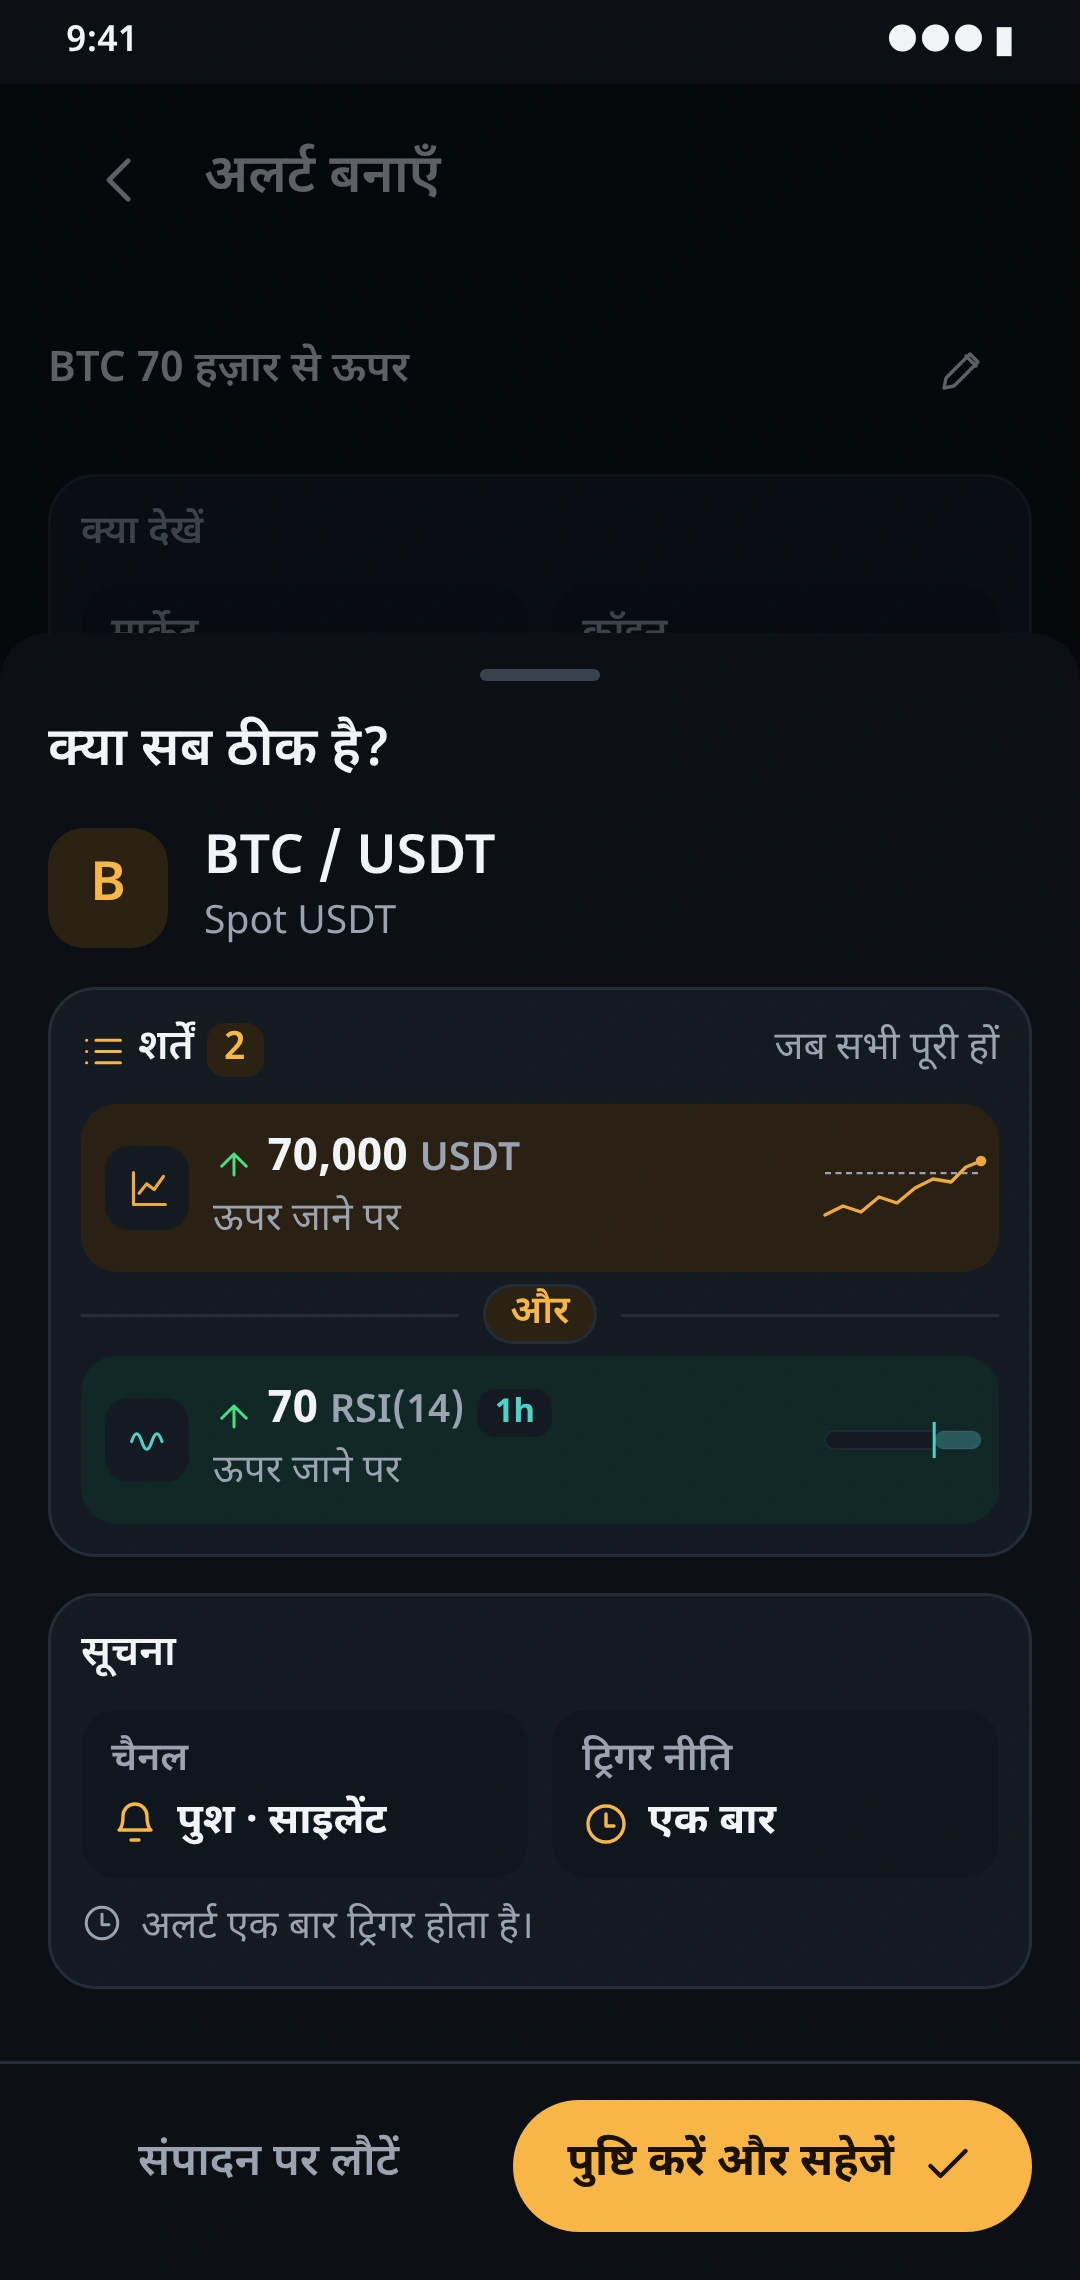 9:41
अलर्ट बनाएँ
BTC 70 हज़ार से ऊपर
क्या देखें
मार्केट कॉइन
क्या सब ठीक है?
B
BTC / USDT
Spot USDT
शर्तें 2 जब सभी पूरी हों
70,000 USDT
ऊपर जाने पर
और
70 RSI(14) 1h
ऊपर जाने पर
सूचना
चैनल ट्रिगर नीति
पुश · साइलेंट एक बार
अलर्ट एक बार ट्रिगर होता है।
संपादन पर लौटें पुष्टि करें और सहेजें